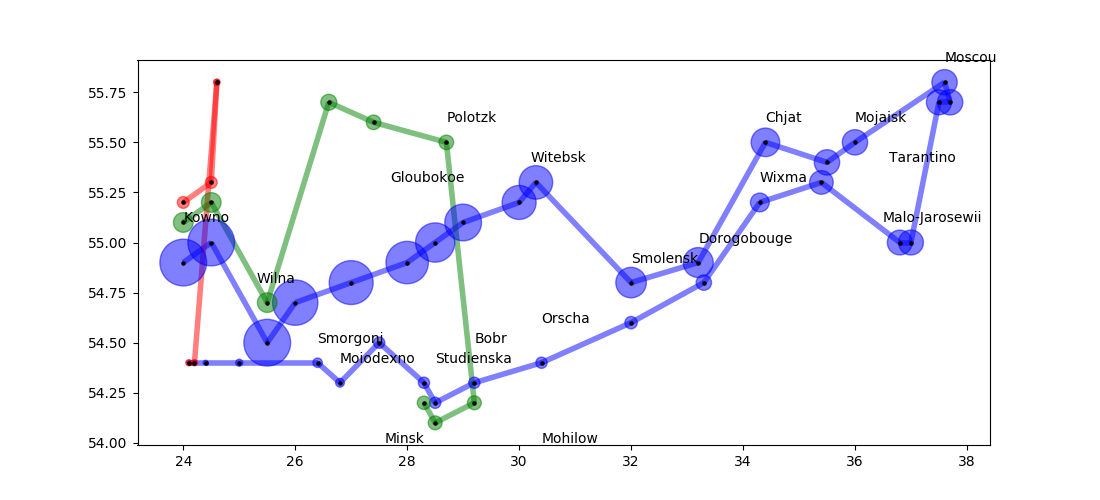 Moscou
55.75
55.50
55.25
55.00
54.75
54.50
54.25
54.00
Polotzk
Chjat
Mojaisk
Witebsk
Tarantino
Gloubokoe
Wixma
Kowno
Malo-Jarosewii
Dorogobouge
Smolensk
Wilna
Orscha
Smorgoni
Bobr
Moiodexno
Studienska
Minsk
Mohilow
24 26 28 30 32 34 36 38